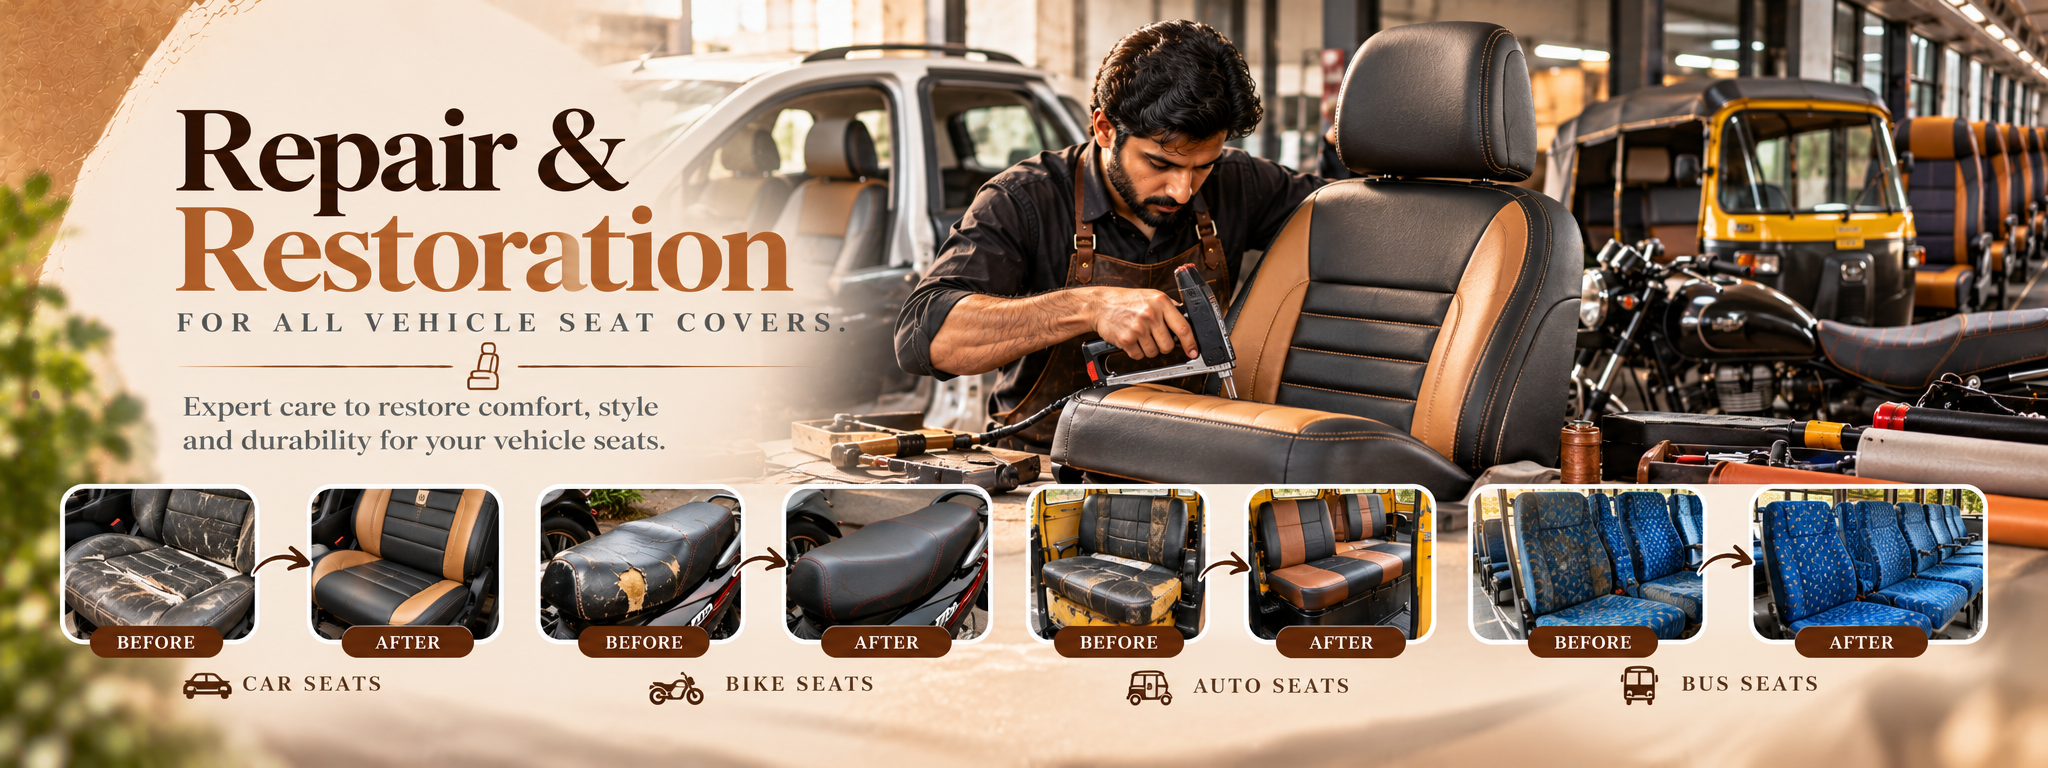 Repair &
Restoration
FOR ALL VEHICLE SEAT COVERS.
Expert care to restore comfort, style
and durability for your vehicle seats.
BEFORE
AFTER
BEFORE
AFTER
BEFORE
AFTER
BEFORE
AFTER
CAR SEATS
BIKE SEATS
AUTO SEATS
BUS SEATS